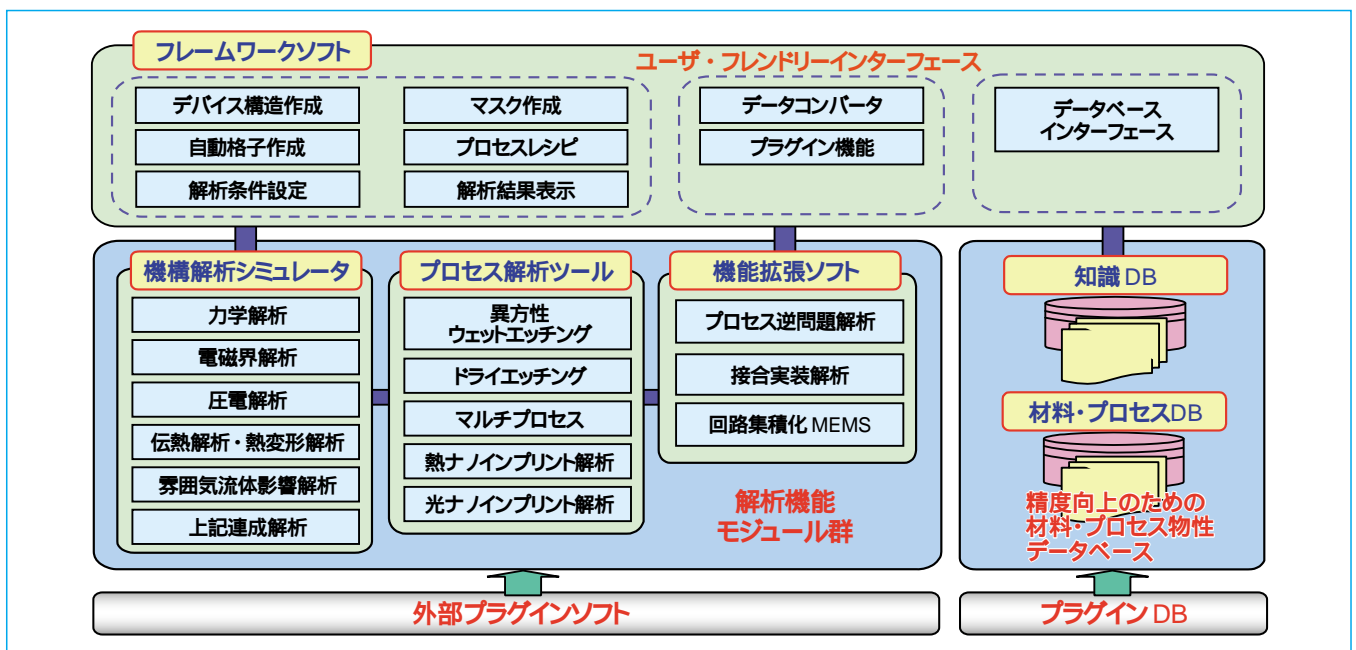 フレームワークソフト
ユーザ・フレンドリーインターフェース
デバイス構造作成
マスク作成
自動格子作成
プロセスレシピ
解析条件設定
解析結果表示
データコンバータ
プラグイン機能
データベース
インターフェース
機構解析シミュレータ
力学解析
電磁界解析
圧電解析
伝熱解析・熱変形解析
雰囲気流体影響解析
上記連成解析
プロセス解析ツール
異方性
ウェットエッチング
ドライエッチング
マルチプロセス
熱ナノインプリント解析
光ナノインプリント解析
機能拡張ソフト
プロセス逆問題解析
接合実装解析
回路集積化 MEMS
解析機能
モジュール群
知識 DB
材料・プロセスDB
精度向上のための
材料・プロセス物性
データベース
外部プラグインソフト
プラグイン DB